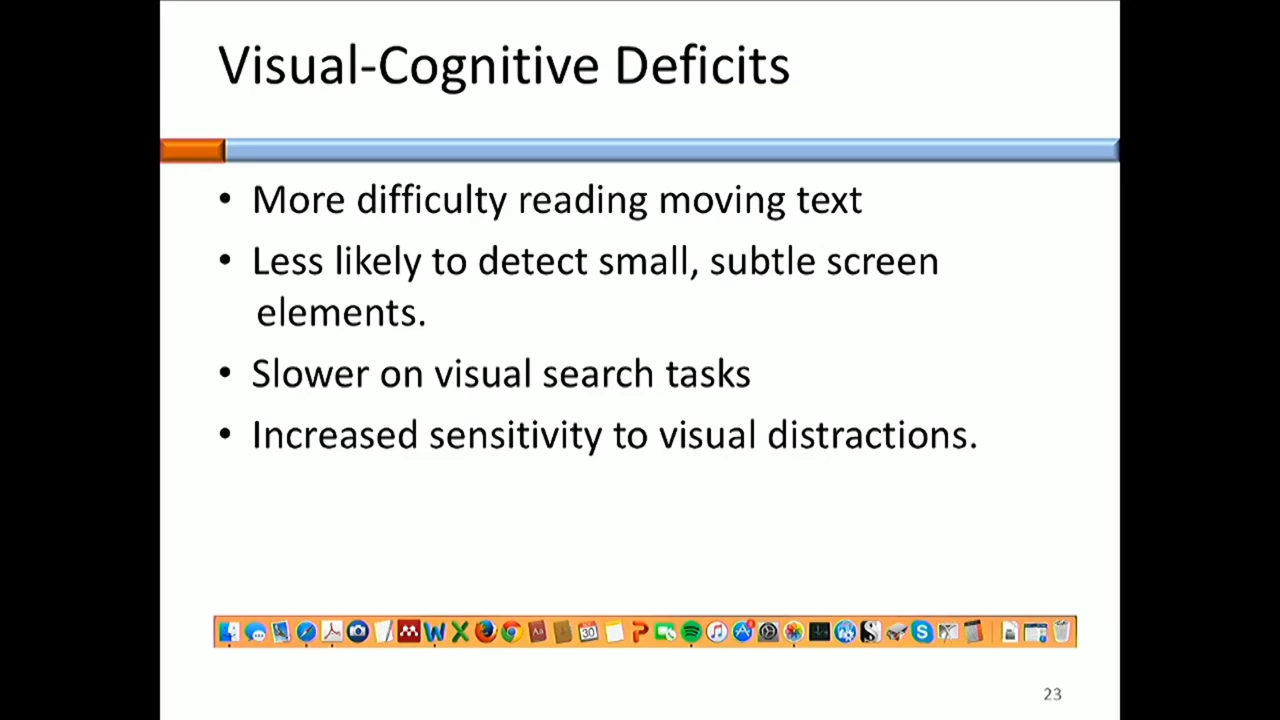 Visual-Cognitive Deficits
• More difficulty reading moving text
• Less likely to detect small, subtle screen
elements.
• Slower on visual search tasks
• Increased sensitivity to visual distractions.
30
23